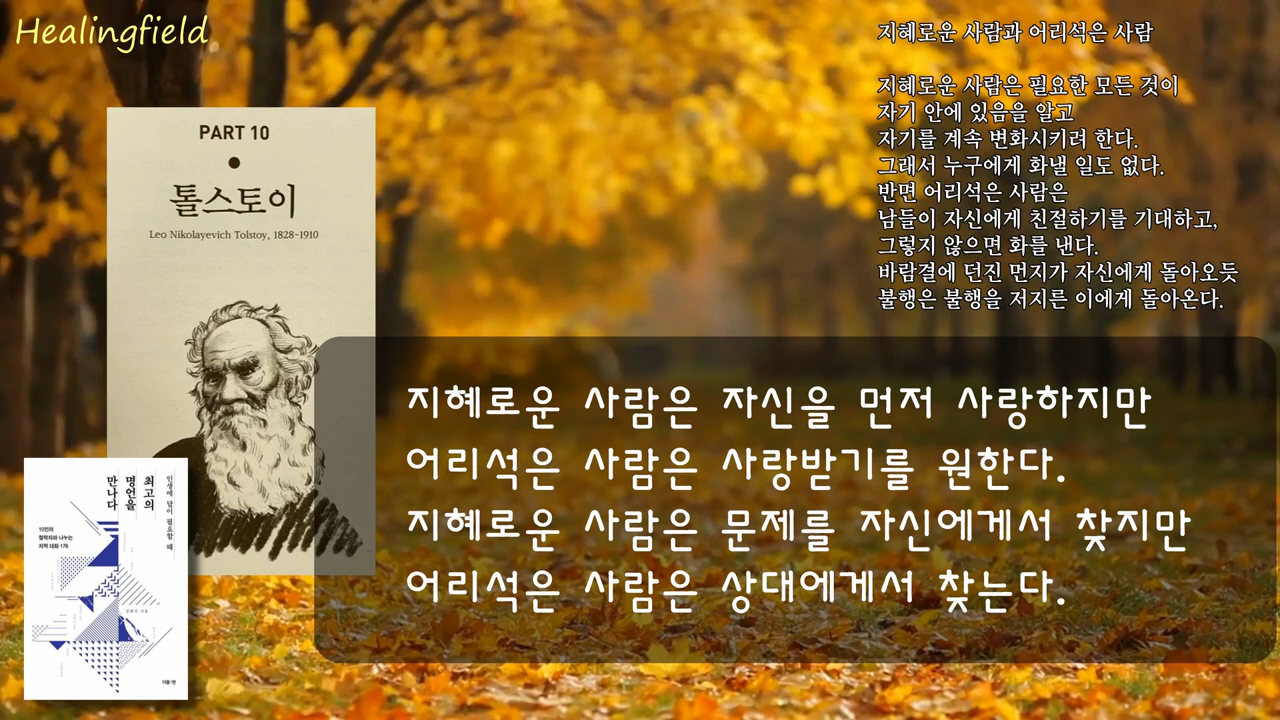 Healingfield
지혜로운 사람과 어리석은 사람
지혜로운 사람은 필요한 모든 것이
자기 안에 있음을 알고
자기를 계속 변화시키려 한다.
그래서 누구에게 화낼 일도 없다.
반면 어리석은 사람은
남들이 자신에게 친절하기를 기대하고,
그렇지 않으면 화를 낸다.
바람결에 던진 먼지가 자신에게 돌아오듯
불행은 불행을 저지른 이에게 돌아온다.
PART 10
톨스토이
Leo Nikolayevich Tolstoy, 1828~1910
지혜로운 사람은 자신을 먼저 사랑하지만
어리석은 사람은 사랑받기를 원한다.
지혜로운 사람은 문제를 자신에게서 찾지만
어리석은 사람은 상대에게서 찾는다.
인생에 답이 필요할 때
최고의
명언을
만나다
10인의
철학자와 나누는
지적 대화 176